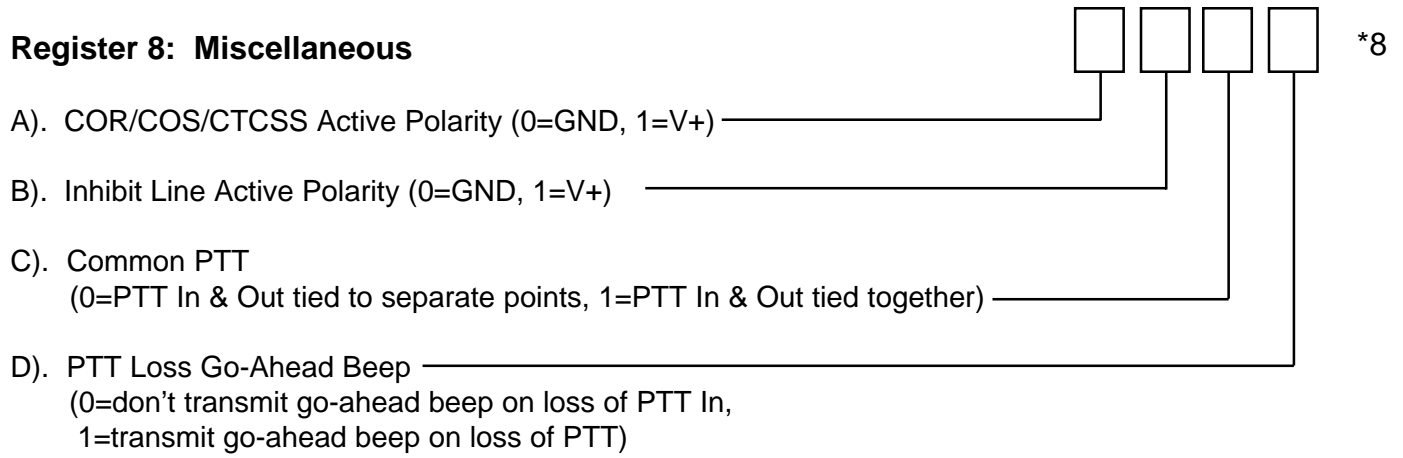 Register 8:  Miscellaneous
*8
A).  COR/COS/CTCSS Active Polarity (0=GND, 1=V+)
B).  Inhibit Line Active Polarity (0=GND, 1=V+)
C).  Common PTT
(0=PTT In & Out tied to separate points, 1=PTT In & Out tied together)
D).  PTT Loss Go-Ahead Beep
(0=don't transmit go-ahead beep on loss of PTT In,
1=transmit go-ahead beep on loss of PTT)